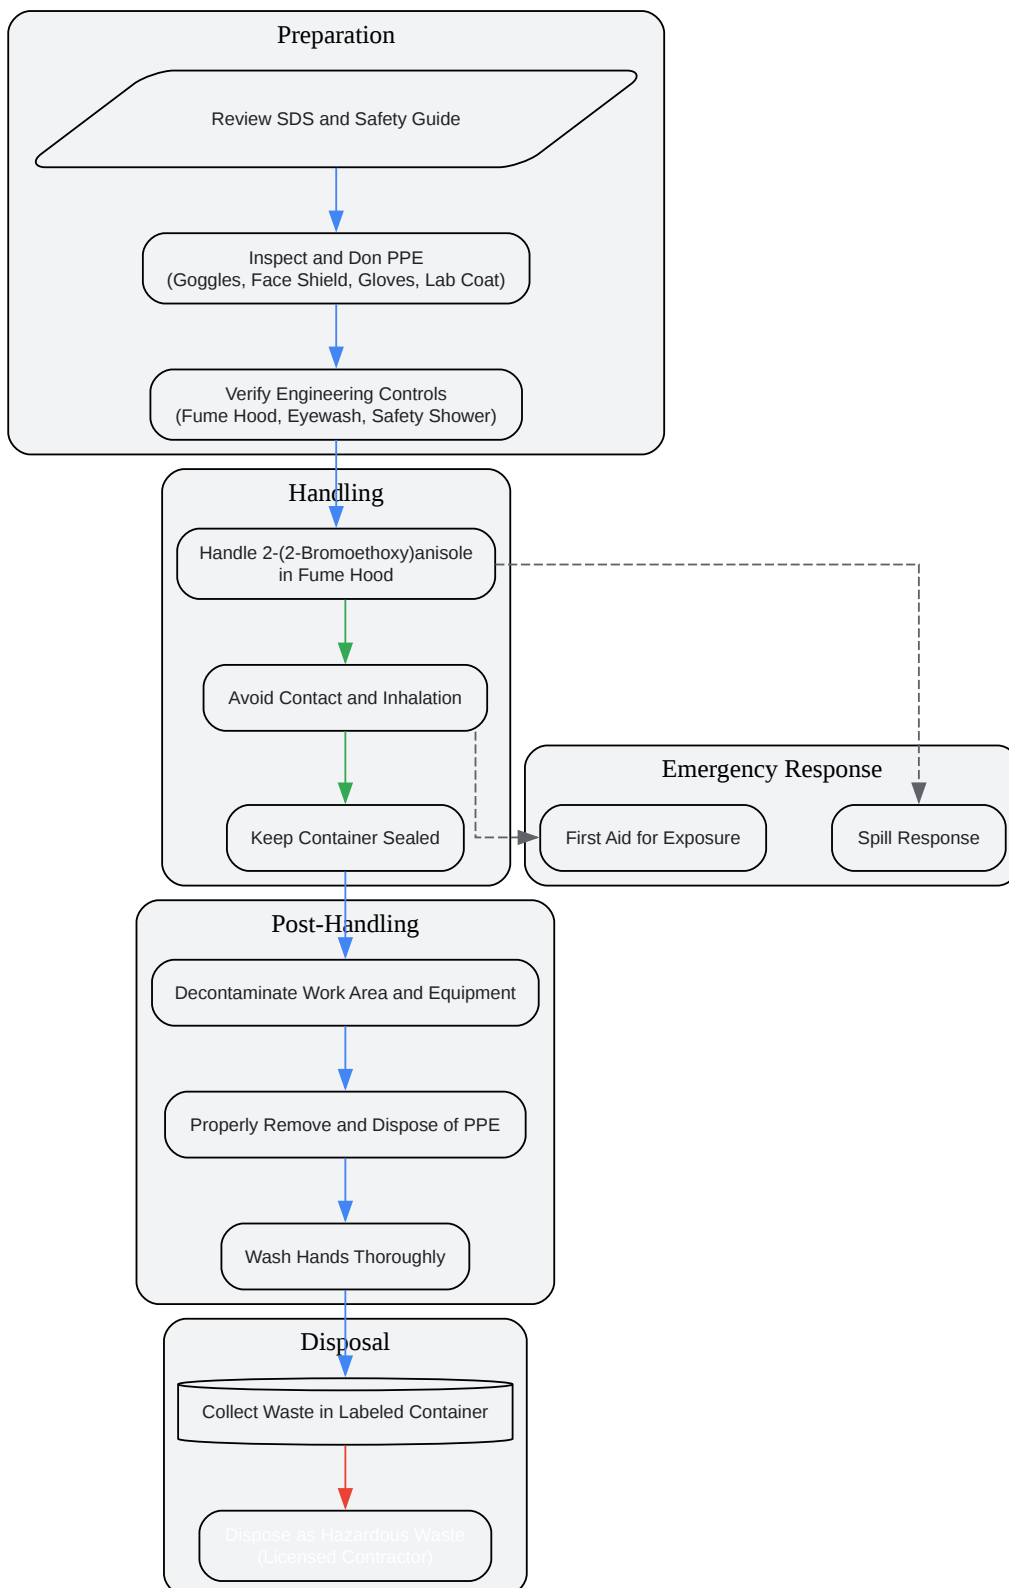 Preparation
Review SDS and Safety Guide
Inspect and Don PPE
(Goggles, Face Shield, Gloves, Lab Coat)
Verify Engineering Controls
(Fume Hood, Eyewash, Safety Shower)
Handling
Handle 2-(2-Bromoethoxy)anisole
in Fume Hood
Avoid Contact and Inhalation
Keep Container Sealed
Emergency Response
First Aid for Exposure
Spill Response
Post-Handling
Decontaminate Work Area and Equipment
Properly Remove and Dispose of PPE
Wash Hands Thoroughly
Disposal
Collect Waste in Labeled Container
Dispose as Hazardous Waste
(Licensed Contractor)